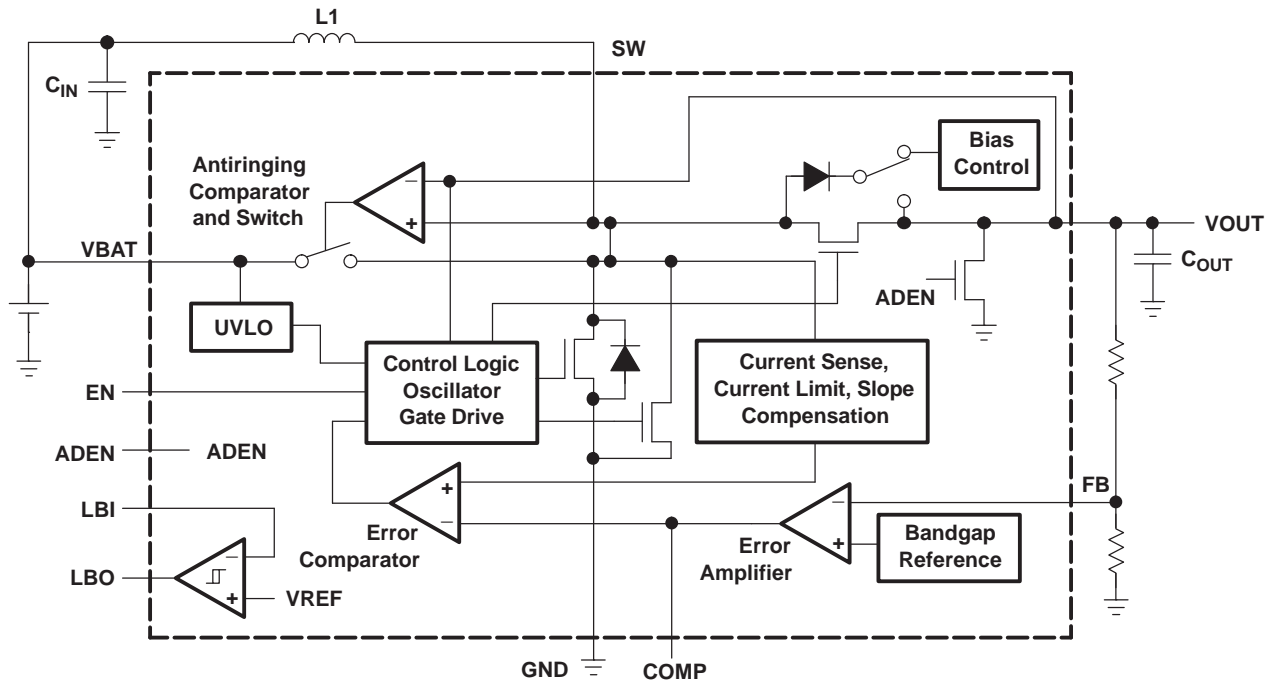 L1
SW
CIN
Antiringing
Comparator
and Switch
Bias
Control
VBAT
VOUT
COUT
ADEN
UVLO
Control Logic
Oscillator
Gate Drive
Current Sense,
Current Limit, Slope
Compensation
EN
ADEN
ADEN
LBI
FB
Error
Comparator
Error
Amplifier
Bandgap
Reference
LBO
VREF
GND
COMP